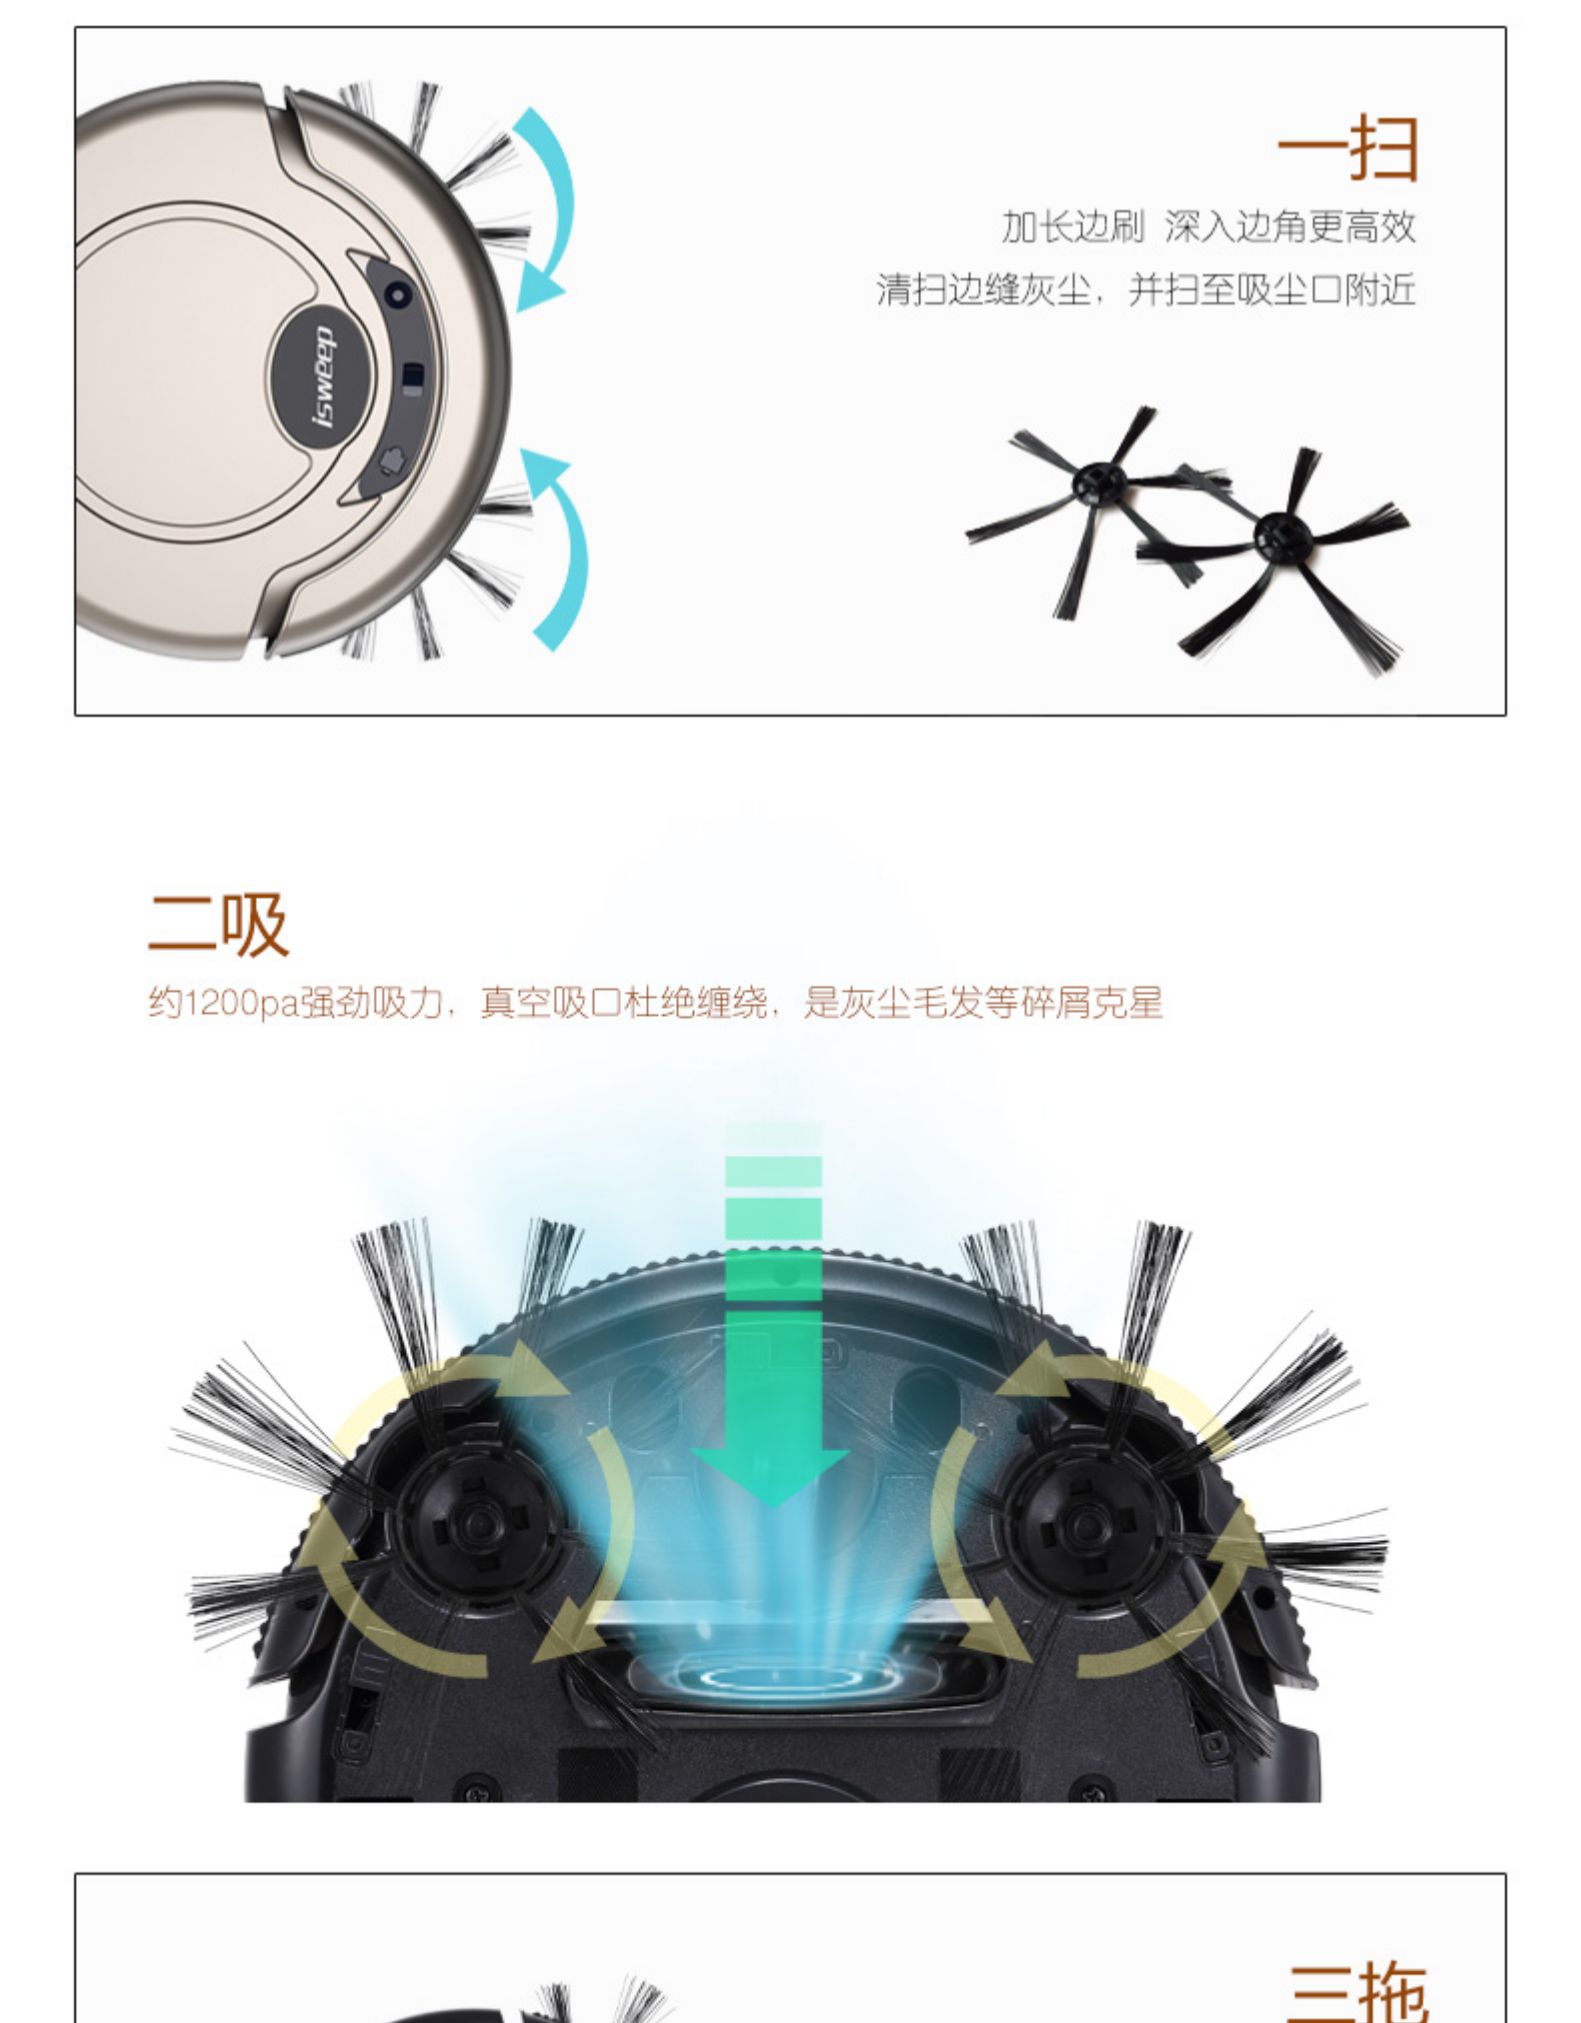 一扫
加长边刷 深入边角更高效
清扫边缝灰尘，并扫至吸尘口附近
isweep
二吸
约1200pa强劲吸力，真空吸口杜绝缠绕，是灰尘毛发等碎屑克星
三拖